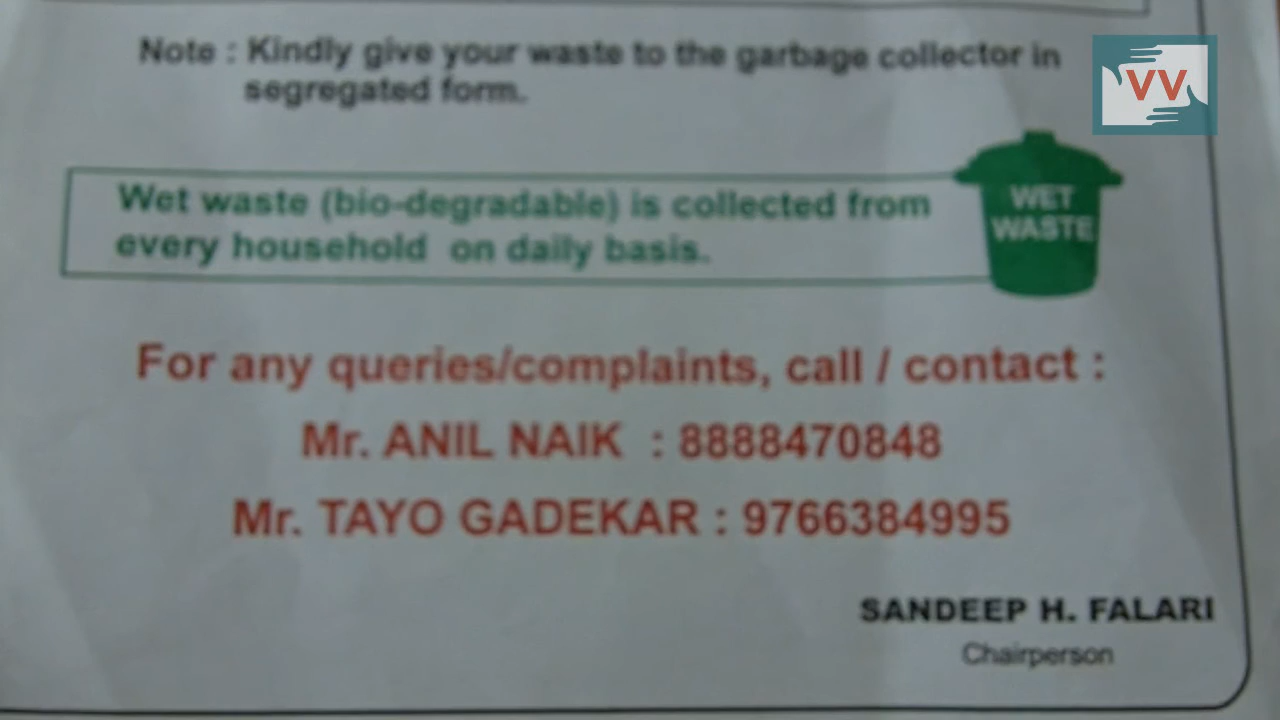 Note : Kindly give your waste to the garbage collector in
segregated form.
VV
Wet waste (bio-degradable) is collected from
every household on daily basis.
WET
WASTE
For any queries/complaints, call / contact :
Mr. ANIL NAIK : 8888470848
Mr. TAYO GADEKAR : 9766384995
SANDEEP H. FALARI
Chairperson